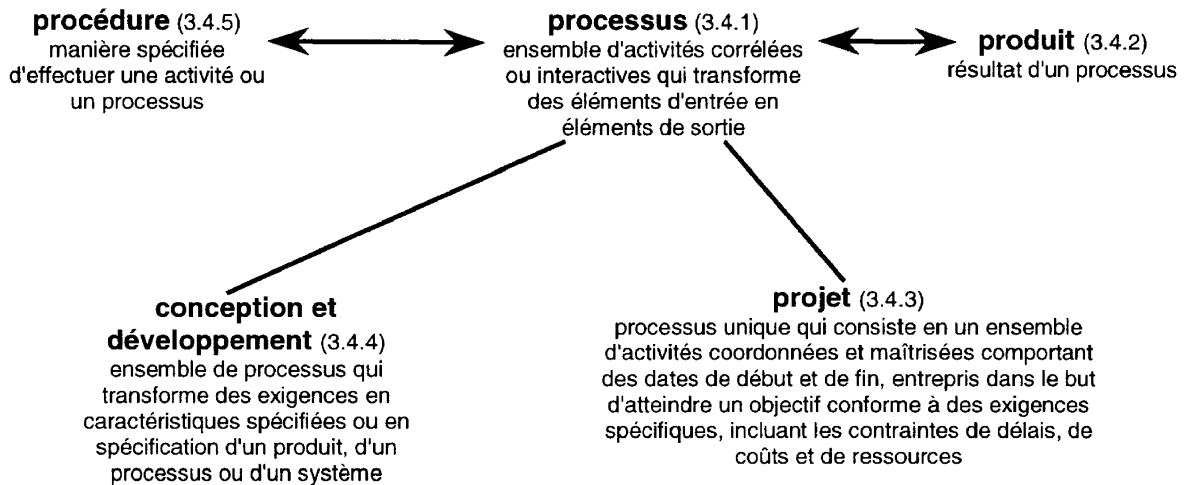 procédure (3.4.5)
manière spécifiée
d'effectuer une activité ou
un processus
processus (3.4.1)
ensemble d'activités corrélées
ou interactives qui transforme
des éléments d'entrée en
éléments de sortie
produit (3.4.2)
résultat d'un processus
conception et
développement (3.4.4)
ensemble de processus qui
transforme des exigences en
caractéristiques spécifiées ou en
spécification d'un produit, d'un
processus ou d'un système
projet (3.4.3)
processus unique qui consiste en un ensemble
d'activités coordonnées et maîtrisées comportant
des dates de début et de fin, entrepris dans le but
d'atteindre un objectif conforme à des exigences
spécifiques, incluant les contraintes de délais, de
coûts et de ressources